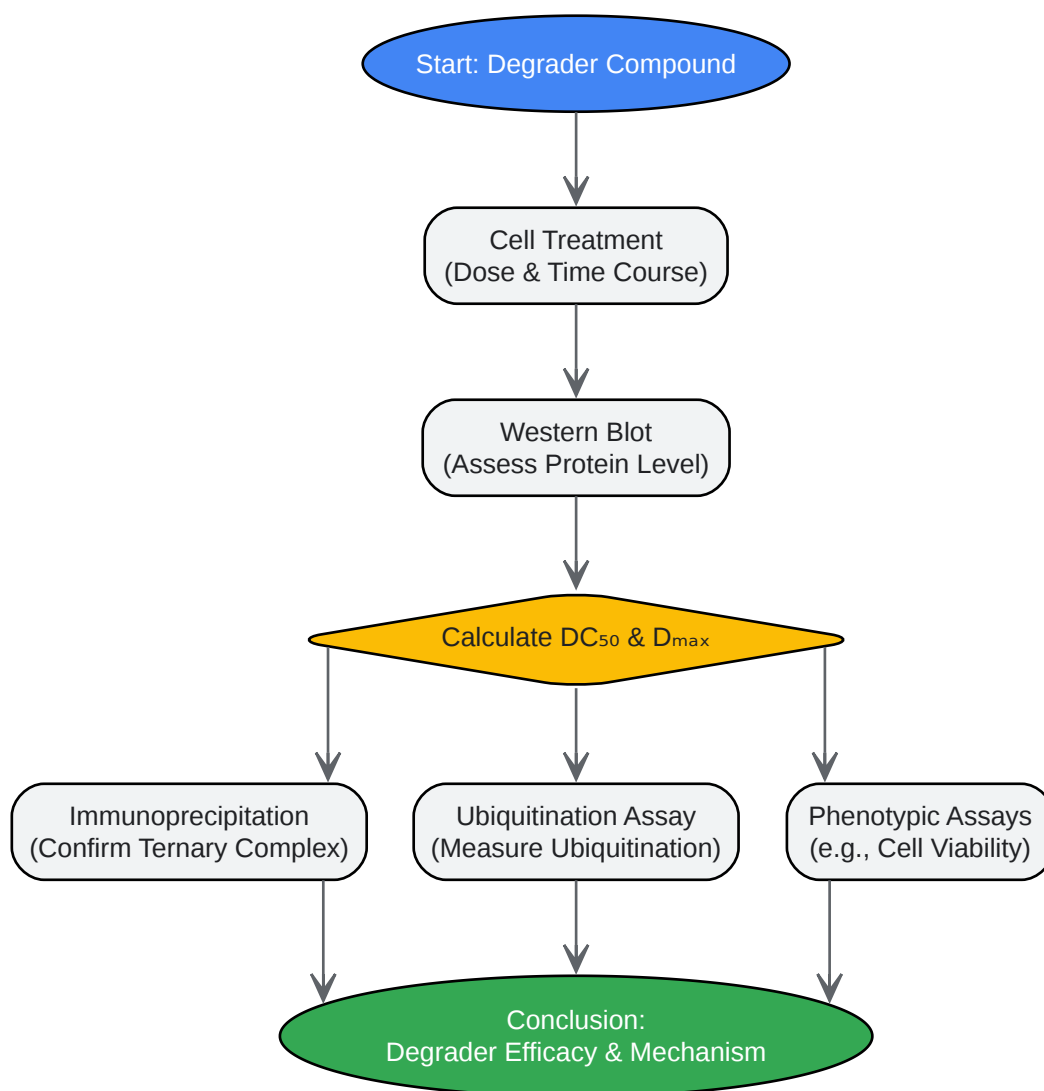 Start: Degrader Compound
Cell Treatment
(Dose & Time Course)
Western Blot
(Assess Protein Level)
Calculate DC₅₀ & Dₘₐₓ
Immunoprecipitation
(Confirm Ternary Complex)
Ubiquitination Assay
(Measure Ubiquitination)
Phenotypic Assays
(e.g., Cell Viability)
Conclusion:
Degrader Efficacy & Mechanism